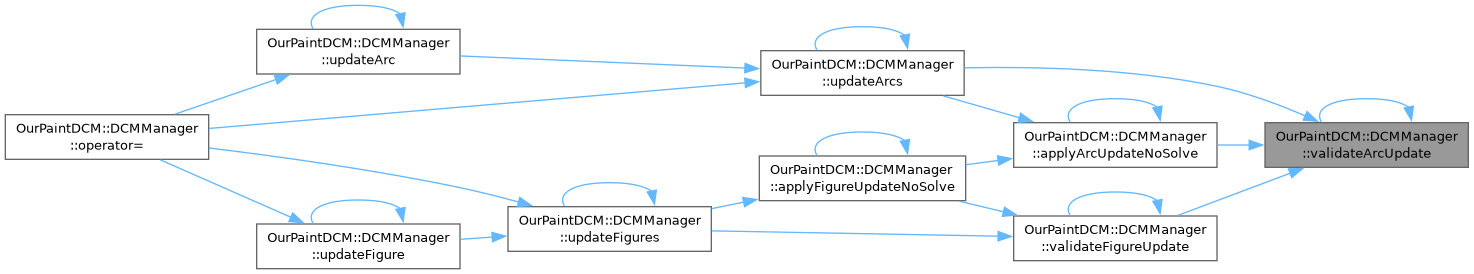 OurPaintDCM::DCMManager
::updateArc
OurPaintDCM::DCMManager
::updateArcs
OurPaintDCM::DCMManager
::operator=
OurPaintDCM::DCMManager
::applyArcUpdateNoSolve
OurPaintDCM::DCMManager
::validateArcUpdate
OurPaintDCM::DCMManager
::applyFigureUpdateNoSolve
OurPaintDCM::DCMManager
::updateFigures
OurPaintDCM::DCMManager
::updateFigure
OurPaintDCM::DCMManager
::validateFigureUpdate